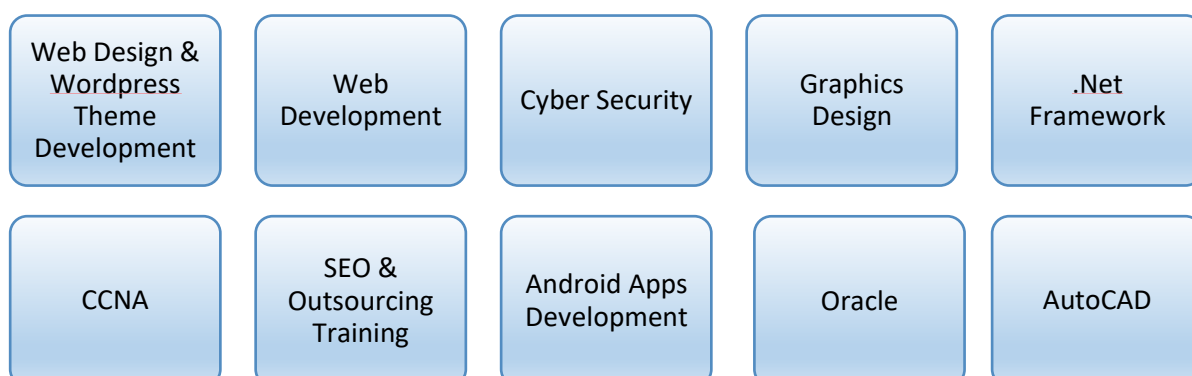 Web Design &
Wordpress
Theme
Development
Web
Development
Cyber Security
Graphics
Design
.Net
Framework
CCNA
SEO &
Outsourcing
Training
Android Apps
Development
Oracle
AutoCAD